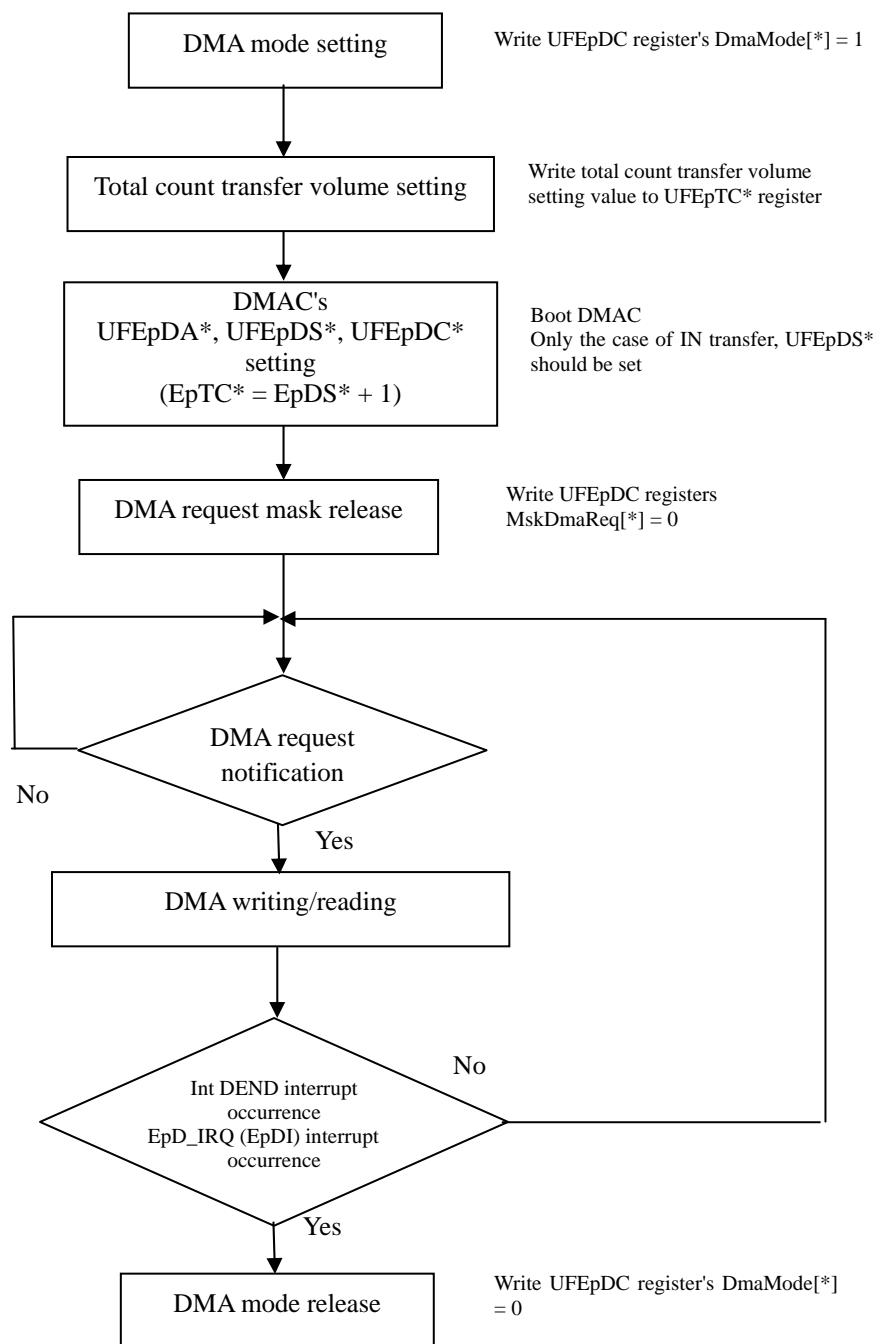 DMA mode setting
Write UFEpDC register's DmaMode[*] = 1
Total count transfer volume setting
Write total count transfer volume
setting value to UFEpTC* register
DMAC's
UFEpDA*, UFEpDS*, UFEpDC*
setting
(EpTC* = EpDS* + 1)
Boot DMAC
Only the case of IN transfer, UFEpDS*
should be set
DMA request mask release
Write UFEpDC registers
MskDmaReq[*] = 0
DMA request
notification
No
Yes
DMA writing/reading
No
Int DEND interrupt
occurrence
EpD_IRQ (EpDI) interrupt
occurrence
Yes
DMA mode release
Write UFEpDC register's DmaMode[*]
= 0